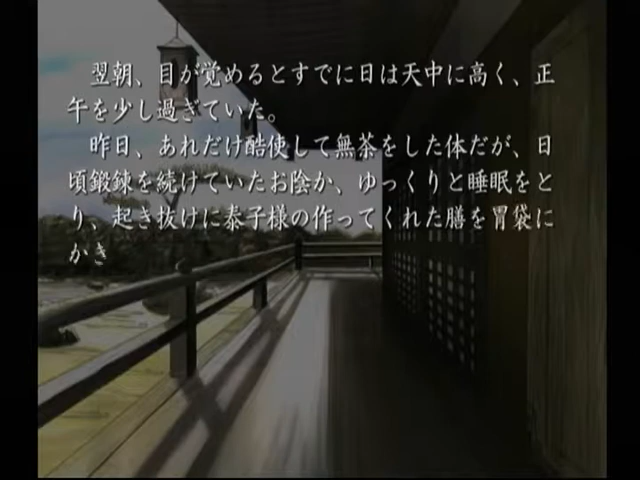 翌朝、目が覚めるとすでに日は天中に高く、正
午を少し過ぎていた。
　昨日、あれだけ酷使して無茶をした体だが、日
頃鍛錬を続けていたお陰か、ゆっくりと睡眠をと
り、起き抜けに泰子様の作ってくれた膳を胃袋に
かき